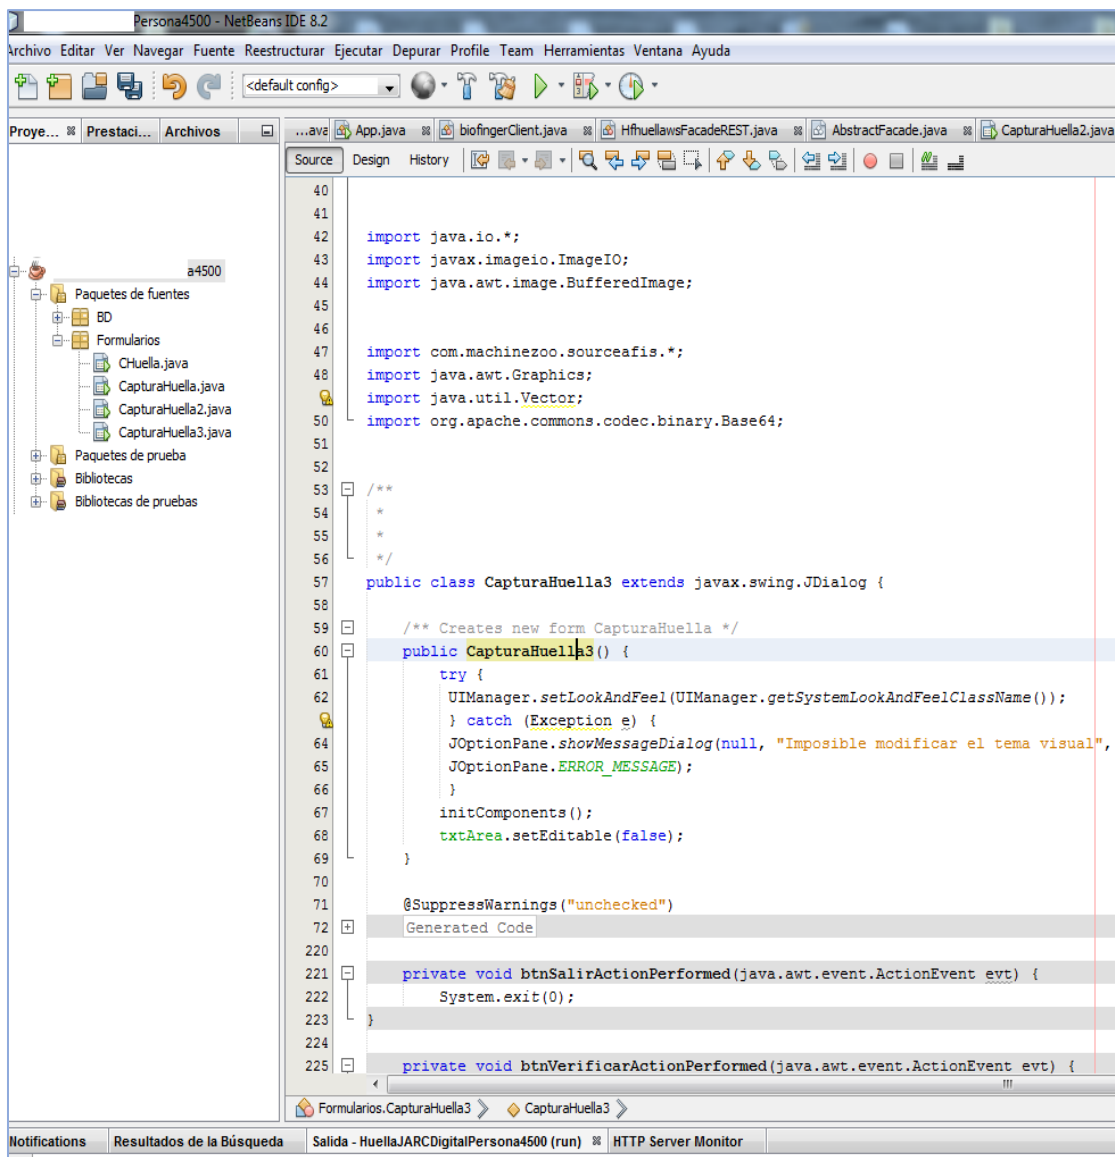 Persona4500 - NetBeans IDE 8.2
Archivo Editar Ver Navegar Fuente Reestructurar Ejecutar Depurar Profile Team Herramientas Ventana Ayuda
<default config>
Proye... Prestaci... Archivos
...ava App.java biofingerClient.java HfhuellawsFacadeREST.java AbstractFacade.java CapturaHuella2.java
Source Design History
a4500
Paquetes de fuentes
BD
Formularios
CHuella.java
CapturaHuella.java
CapturaHuella2.java
CapturaHuella3.java
Paquetes de prueba
Bibliotecas
Bibliotecas de pruebas
40
41
42 import java.io.*;
43 import javax.imageio.ImageIO;
44 import java.awt.image.BufferedImage;
45
46
47 import com.machinezoo.sourceafis.*;
48 import java.awt.Graphics;
import java.util.Vector;
50 import org.apache.commons.codec.binary.Base64;
51
52
53 /**
54 *
55 *
56 */
57 public class CapturaHuella3 extends javax.swing.JDialog {
58
59 /** Creates new form CapturaHuella */
60 public CapturaHuella3() {
61 try {
62 UIManager.setLookAndFeel(UIManager.getSystemLookAndFeelClassName());
} catch (Exception e) {
64 JOptionPane.showMessageDialog(null, "Imposible modificar el tema visual",
65 JOptionPane.ERROR_MESSAGE);
66 }
67 initComponents();
68 txtArea.setEditable(false);
69 }
70
71 @SuppressWarnings("unchecked")
72 Generated Code
220
221 private void btnSalirActionPerformed(java.awt.event.ActionEvent evt) {
222 System.exit(0);
223 }
224
225 private void btnVerificarActionPerformed(java.awt.event.ActionEvent evt) {
Formularios.CapturaHuella3 CapturaHuella3
Notifications Resultados de la Búsqueda Salida - HuellaJARCDigitalPersona4500 (run) HTTP Server Monitor